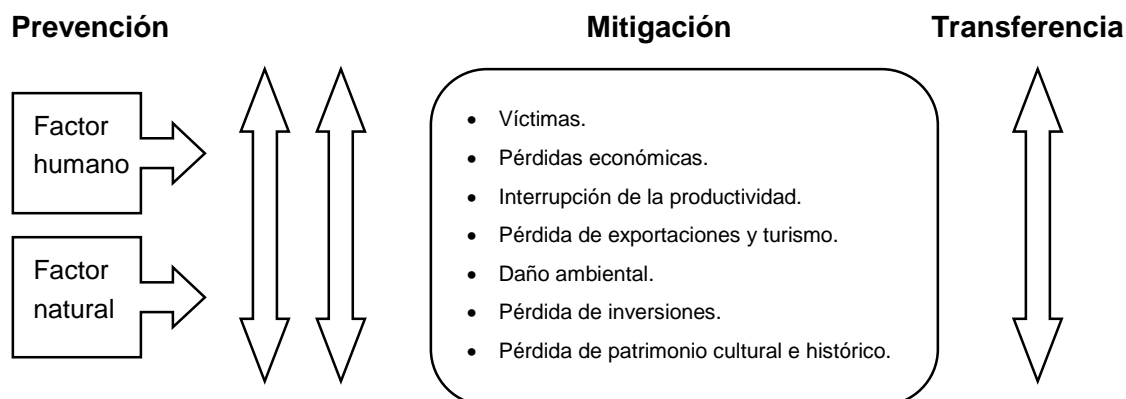 Prevención
Mitigación
Transferencia
Factor
humano
Factor
natural
• Víctimas.
• Pérdidas económicas.
• Interrupción de la productividad.
• Pérdida de exportaciones y turismo.
• Daño ambiental.
• Pérdida de inversiones.
• Pérdida de patrimonio cultural e histórico.